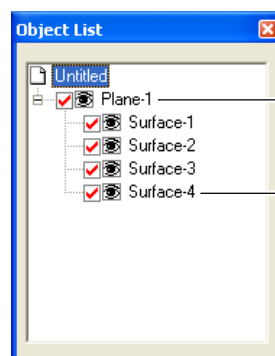 Object List
Untitled
Plane-1
Surface-1
Surface-2
Surface-3
Surface-4